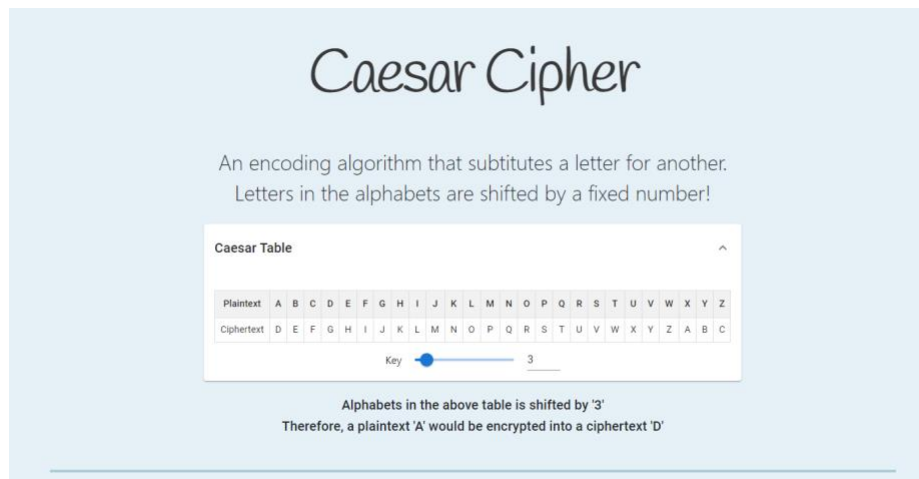 Caesar Cipher
An encoding algorithm that subtitutes a letter for another.
Letters in the alphabets are shifted by a fixed number!
Caesar Table
Plaintext A B C D E F G H I J K L M N O P Q R S T U V W X Y Z
Ciphertext D E F G H I J K L M N O P Q R S T U V W X Y Z A B C
Key 3
Alphabets in the above table is shifted by '3'
Therefore, a plaintext 'A' would be encrypted into a ciphertext 'D'